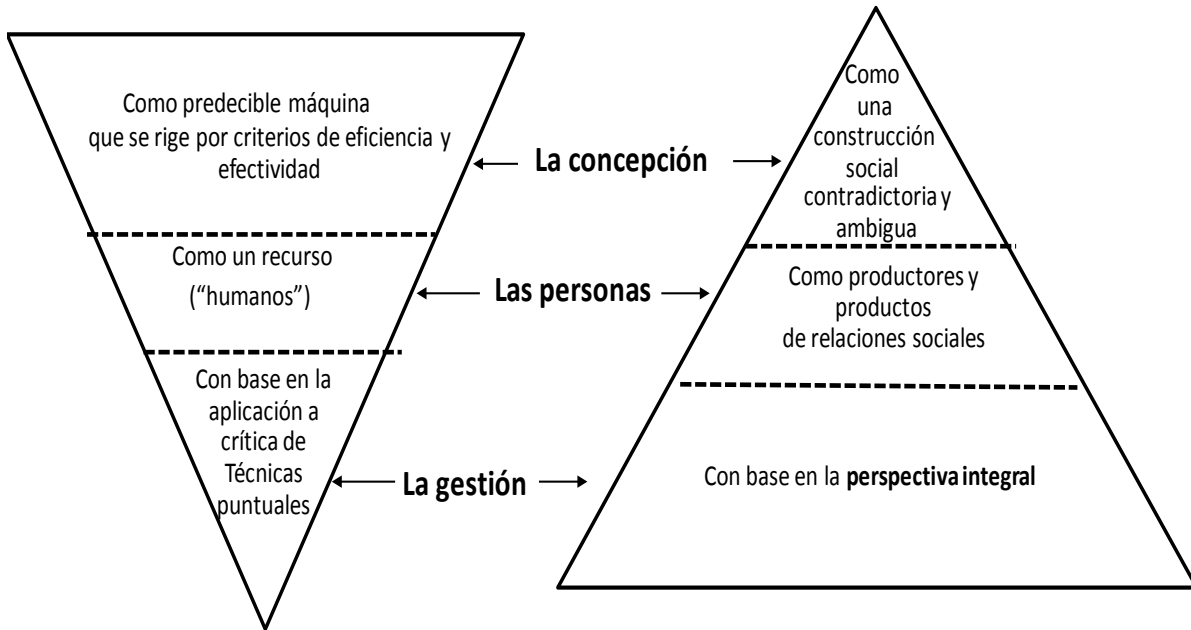 Como predecible máquina
que se rige por criterios de eficiencia y
efectividad
Como un recurso
(“humanos”)
Con base en la
aplicación a
crítica de
Técnicas
puntuales
La concepción
Las personas
La gestión
Como
una
construcción
social
contradictoria y
ambigua
Como productores y
productos
de relaciones sociales
Con base en la perspectiva integral